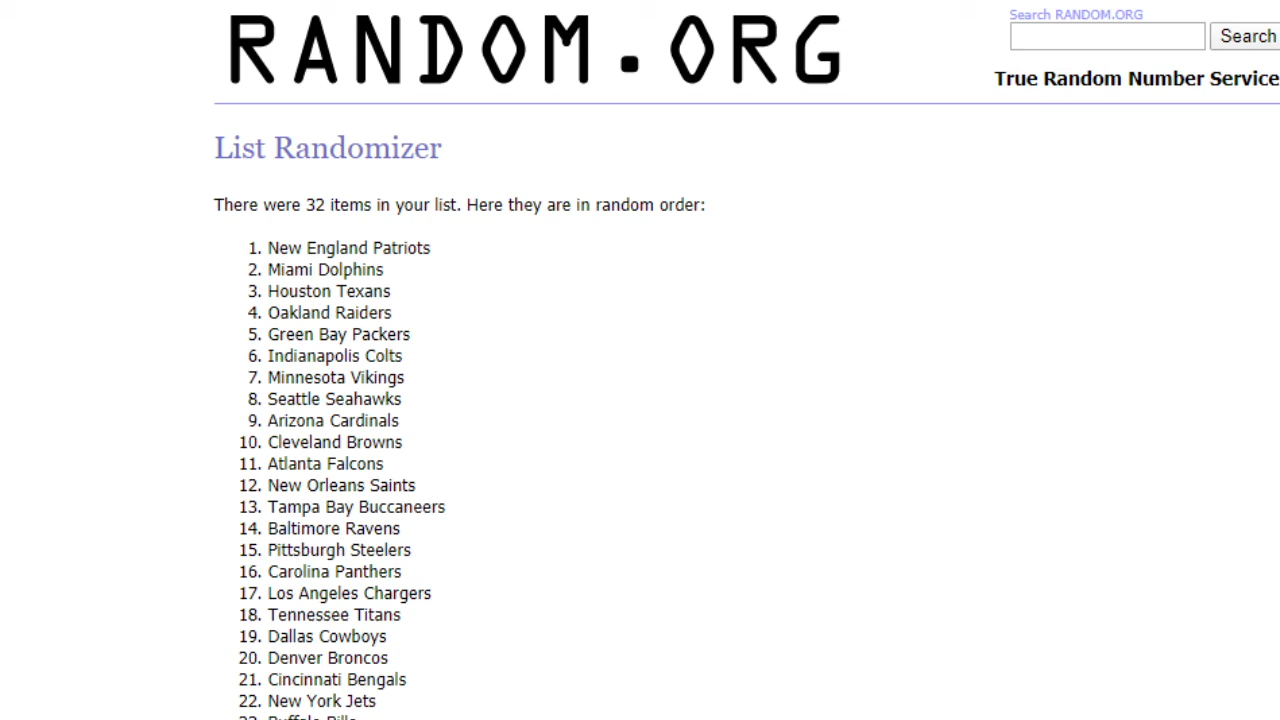 RANDOM.ORG
Search RANDOM.ORG
Search
True Random Number Service
List Randomizer
There were 32 items in your list. Here they are in random order:
1. New England Patriots
2. Miami Dolphins
3. Houston Texans
4. Oakland Raiders
5. Green Bay Packers
6. Indianapolis Colts
7. Minnesota Vikings
8. Seattle Seahawks
9. Arizona Cardinals
10. Cleveland Browns
11. Atlanta Falcons
12. New Orleans Saints
13. Tampa Bay Buccaneers
14. Baltimore Ravens
15. Pittsburgh Steelers
16. Carolina Panthers
17. Los Angeles Chargers
18. Tennessee Titans
19. Dallas Cowboys
20. Denver Broncos
21. Cincinnati Bengals
22. New York Jets
23. Buffalo Bills